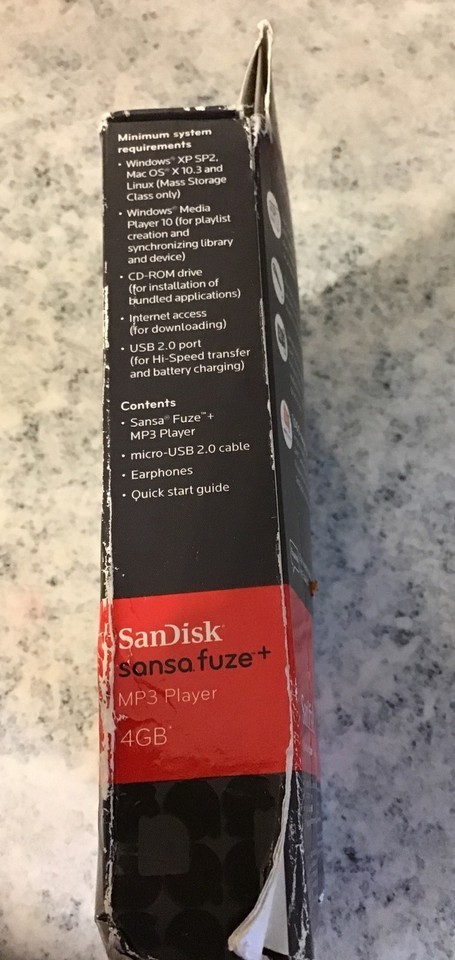 Minimum system
requirements
• Windows® XP SP2,
Mac OS® X 10.3 and
Linux (Mass Storage
Class only)
• Windows® Media
Player 10 (for playlist
creation and
synchronizing library
and device)
• CD-ROM drive
(for installation of
bundled applications)
• Internet access
(for downloading)
• USB 2.0 port
(for Hi-Speed transfer
and battery charging)
Contents
• Sansa® Fuze™+
MP3 Player
• micro-USB 2.0 cable
• Earphones
• Quick start guide
SanDisk®
sansa® fuze™+
MP3 Player
4GB*